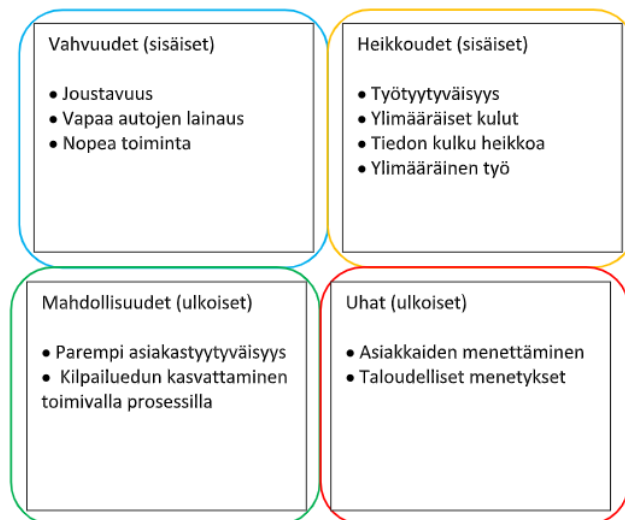 Vahvuudet (sisäiset)
● Joustavuus
● Vapaa autojen lainaus
● Nopea toiminta
Heikkoudet (sisäiset)
● Työtyytyväisyys
● Ylimääräiset kulut
● Tiedon kulku heikkoa
● Ylimääräinen työ
Mahdollisuudet (ulkoiset)
● Parempi asiakastyytyväisyys
● Kilpailuedun kasvattaminen
toimivalla prosessilla
Uhat (ulkoiset)
● Asiakkaiden menettäminen
● Taloudelliset menetykset